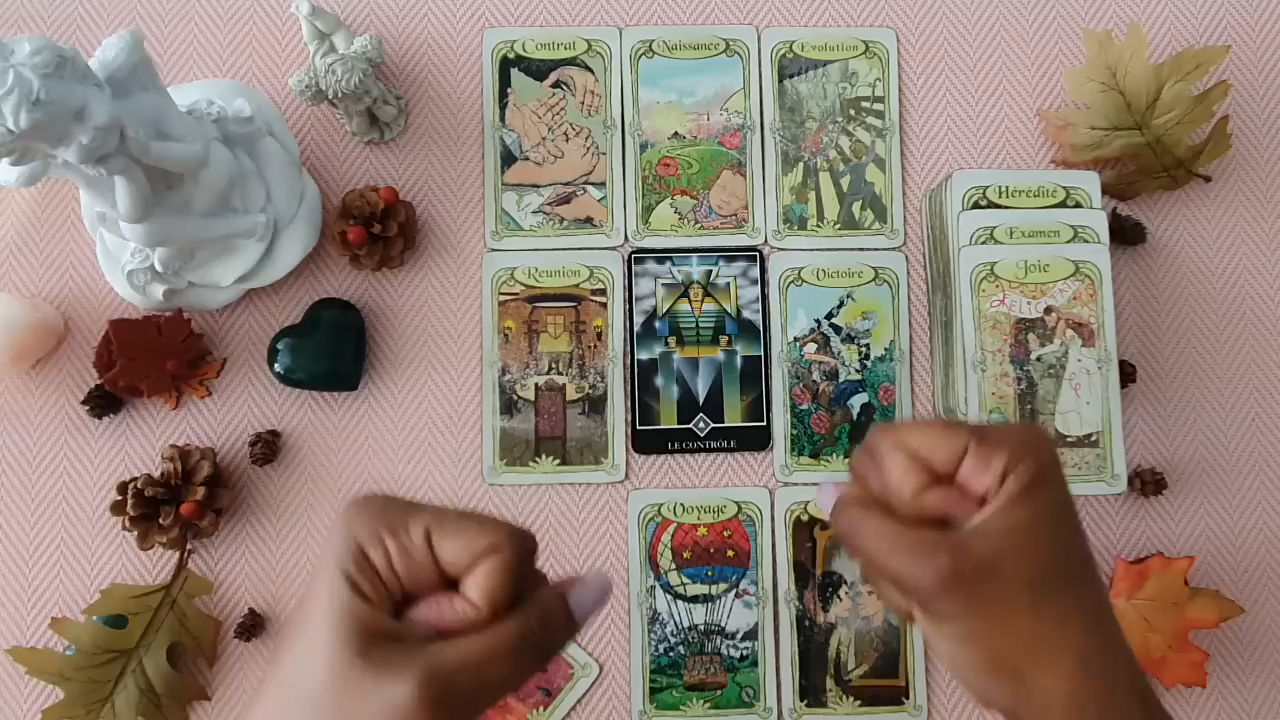 Contrat
Naissance
Evolution
Hérédité
Examen
Joie
Reunion
LE CONTRÔLE
Victoire
Voyage